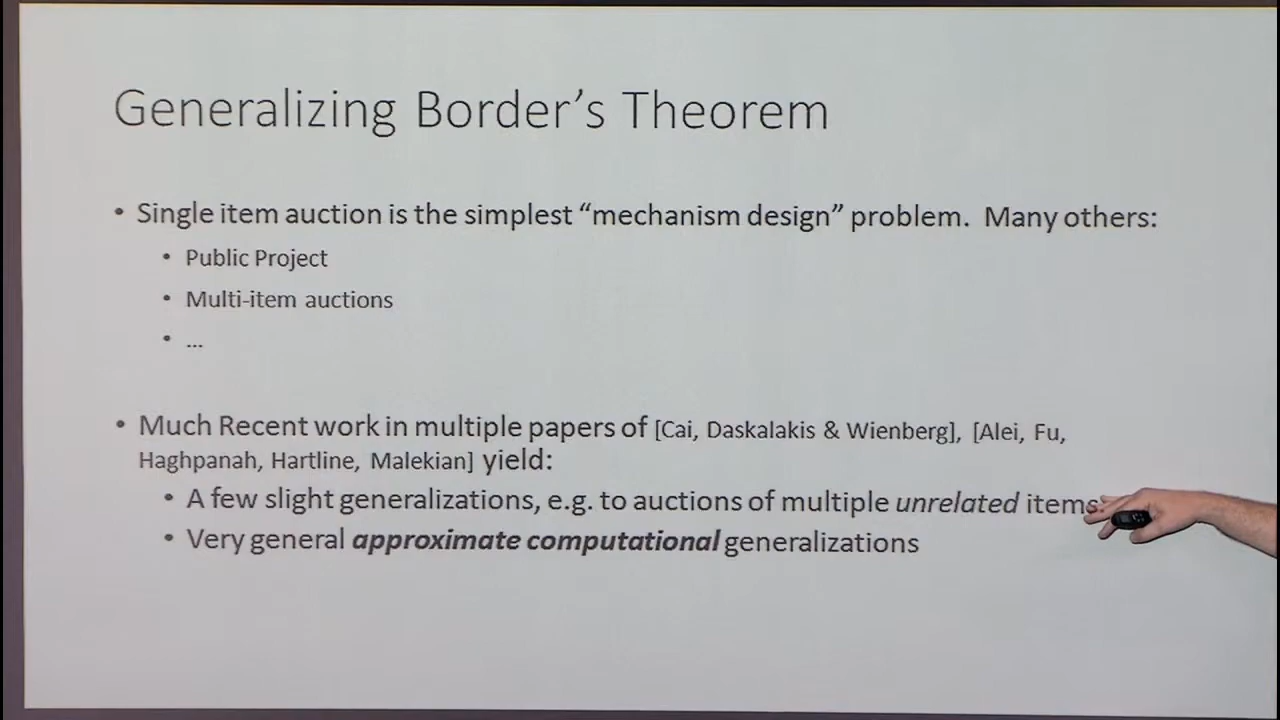 Generalizing Border's Theorem
• Single item auction is the simplest “mechanism design” problem. Many others:
• Public Project
• Multi-item auctions
• ...
• Much Recent work in multiple papers of [Cai, Daskalakis & Wienberg], [Alei, Fu,
Haghpanah, Hartline, Malekian] yield:
• A few slight generalizations, e.g. to auctions of multiple unrelated items.
• Very general approximate computational generalizations